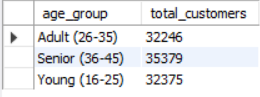 age_group total_customers
Adult (26-35) 32246
Senior (36-45) 35379
Young (16-25) 32375